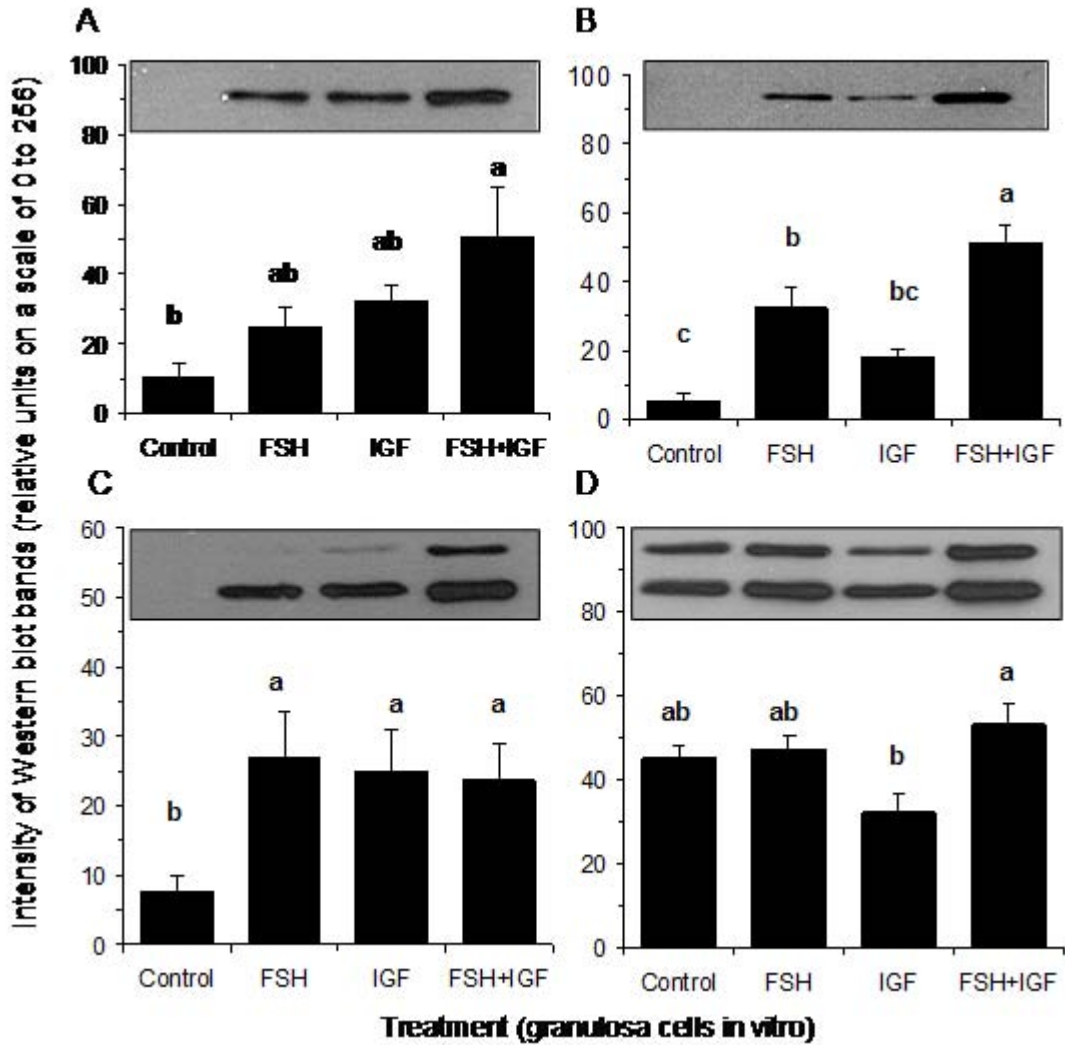 Intensity of Western blot bands (relative units on a scale of 0 to 256)
A
100
80
60
40
20
0
b
ab
ab
a
Control FSH IGF FSH+IGF
B
100
80
60
40
20
0
c
b
bc
a
Control FSH IGF FSH+IGF
C
60
50
40
30
20
10
0
b
a
a
a
Control FSH IGF FSH+IGF
D
100
80
60
40
20
0
ab
ab
b
a
Control FSH IGF FSH+IGF
Treatment (granulosa cells in vitro)